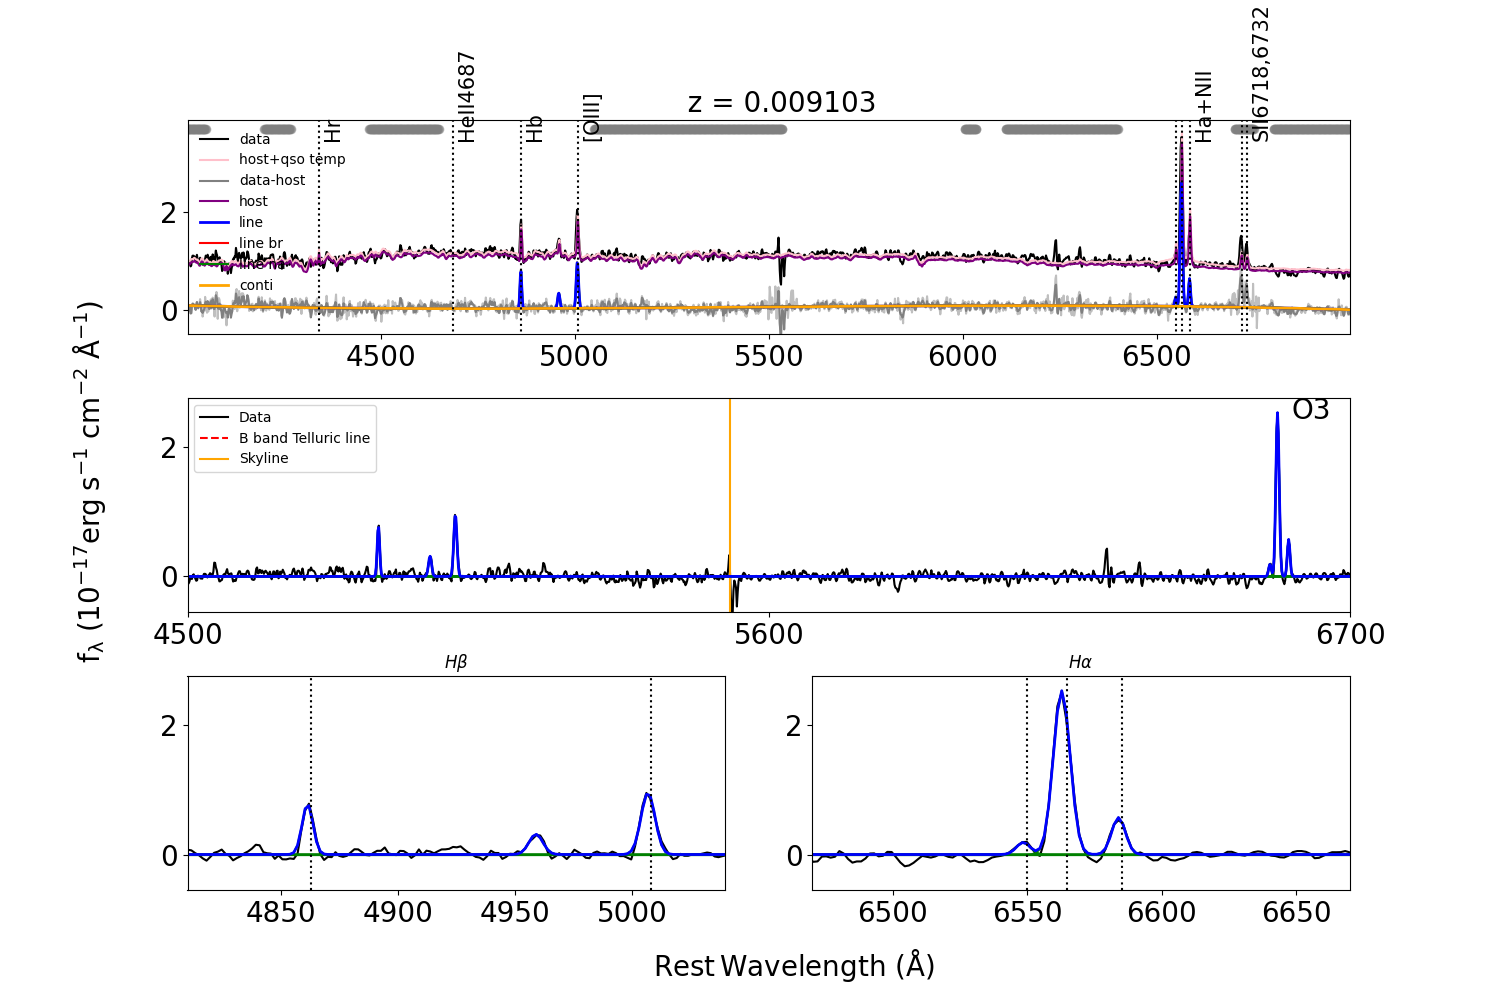 z = 0.009103
Hr
HeII4687
Hb
[OIII]
Ha+NII
SII6718,6732
data
host+qso temp
data-host
host
line
line br
conti
2
0
4500
5000
5500
6000
6500
fλ (10⁻¹⁷erg s⁻¹ cm⁻² Å⁻¹)
Data
B band Telluric line
Skyline
O3
2
0
4500
5600
6700
Hβ
2
0
4850
4900
4950
5000
Hα
2
0
6500
6550
6600
6650
Rest Wavelength (Å)